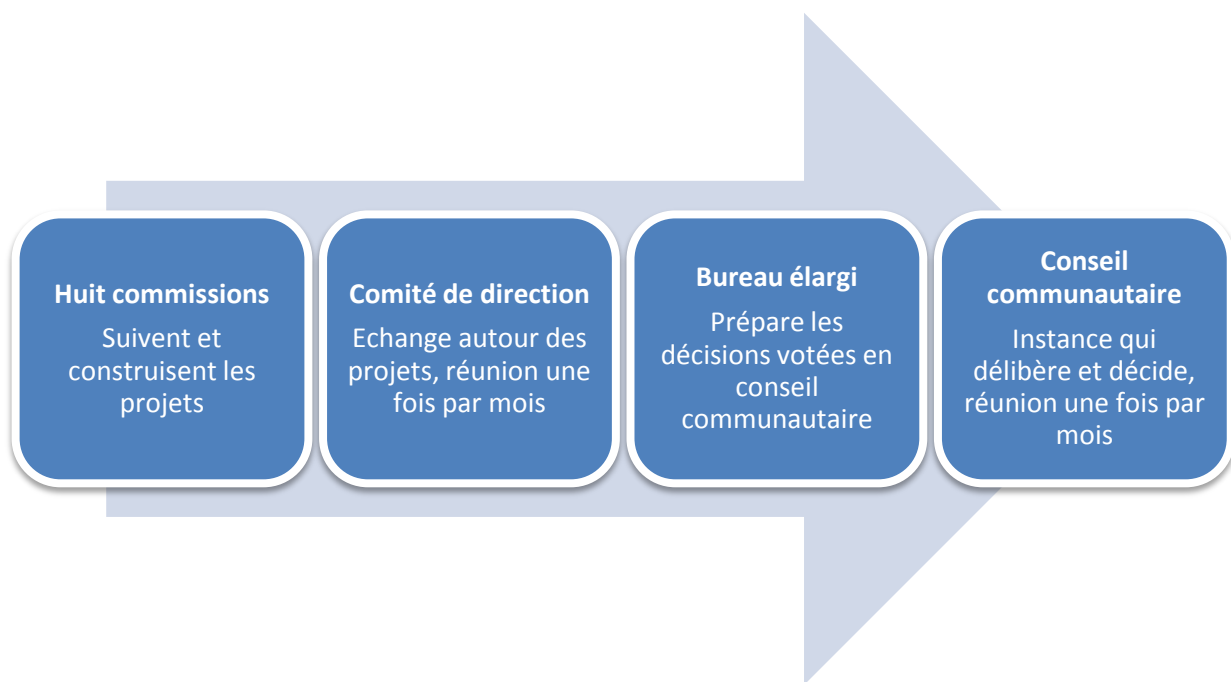 Huit commissions
Suivent et
construisent les
projets
Comité de direction
Echange autour des
projets, réunion une
fois par mois
Bureau élargi
Prépare les
décisions votées en
conseil
communautaire
Conseil
communautaire
Instance qui
délibère et décide,
réunion une fois par
mois